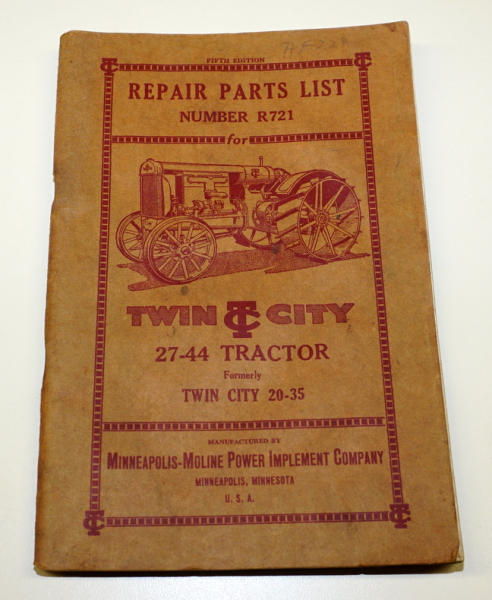 FIFTH EDITION
REPAIR PARTS LIST
NUMBER R721
for
TWIN TC CITY
27-44 TRACTOR
Formerly
TWIN CITY 20-35
MANUFACTURED BY
MINNEAPOLIS-MOLINE POWER IMPLEMENT COMPANY
MINNEAPOLIS, MINNESOTA
U. S. A.